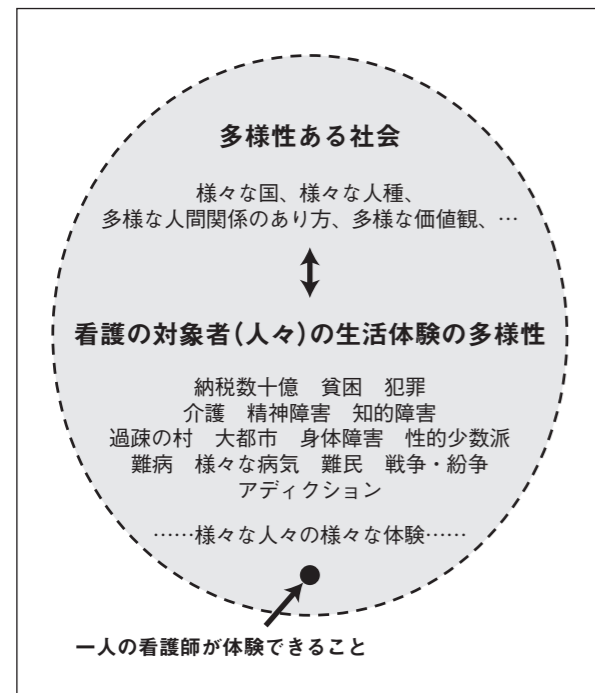 多様性ある社会
様々な国、様々な人種、
多様な人間関係のあり方、多様な価値観、…
看護の対象者(人々)の生活体験の多様性
納税数十億　貧困　犯罪
介護　精神障害　知的障害
過疎の村　大都市　身体障害　性的少数派
難病　様々な病気　難民　戦争・紛争
アディクション
……様々な人々の様々な体験……
一人の看護師が体験できること